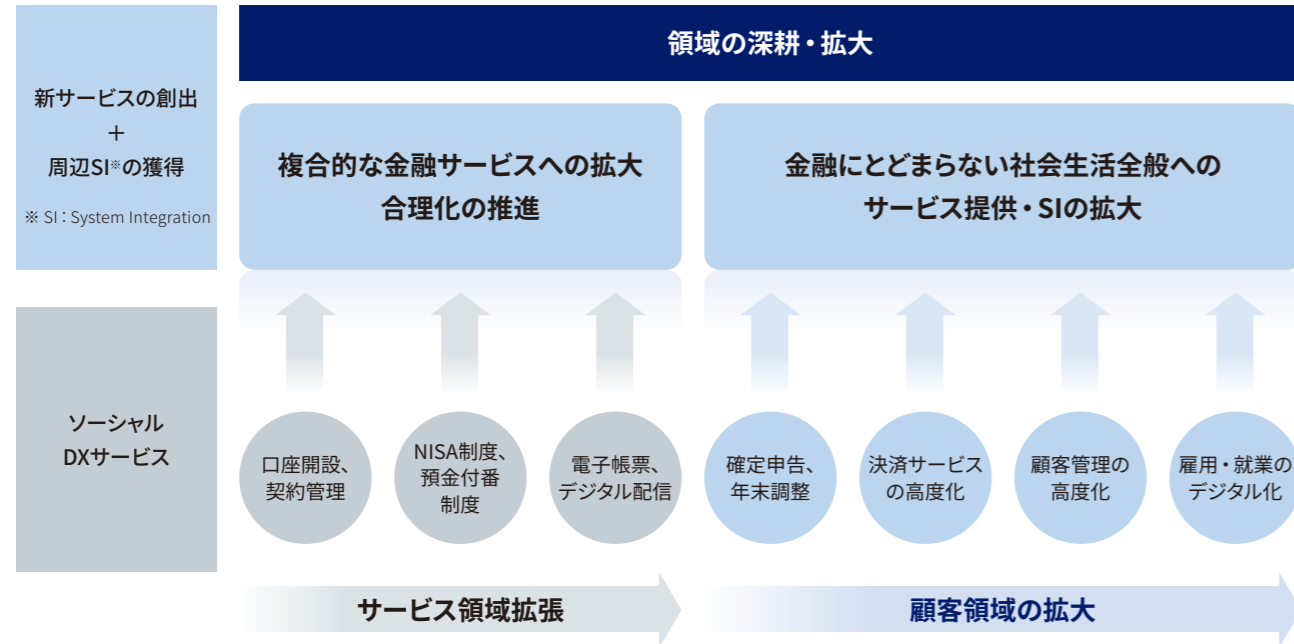 領域の深耕・拡大
新サービスの創出
＋
周辺SI※の獲得
※ SI：System Integration
複合的な金融サービスへの拡大
合理化の推進
金融にとどまらない社会生活全般への
サービス提供・SIの拡大
ソーシャル
DXサービス
口座開設、
契約管理
NISA制度、
預金付番
制度
電子帳票、
デジタル配信
確定申告、
年末調整
決済サービス
の高度化
顧客管理の
高度化
雇用・就業の
デジタル化
サービス領域拡張
顧客領域の拡大